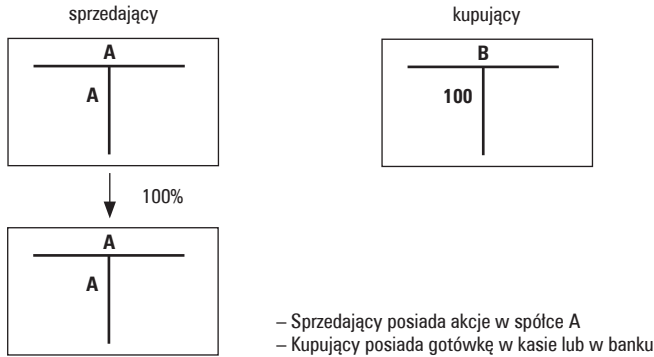 sprzedający
kupujący
A
A
B
100
100%
A
A
– Sprzedający posiada akcje w spółce A
– Kupujący posiada gotówkę w kasie lub w banku